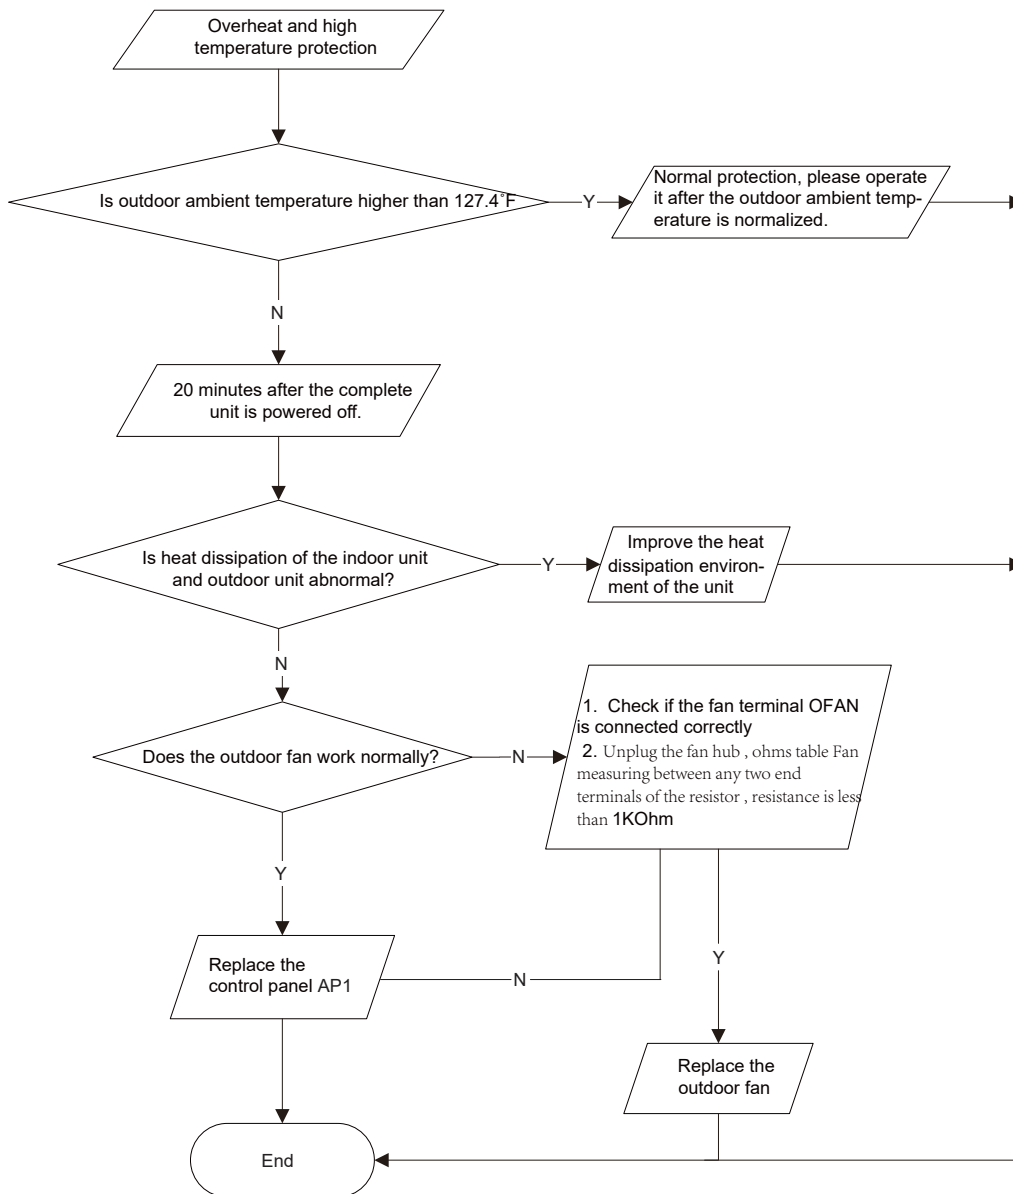 Overheat and high
temperature protection
Is outdoor ambient temperature higher than 127.4°F
Y
Normal protection, please operate
it after the outdoor ambient temp-
erature is normalized.
N
20 minutes after the complete
unit is powered off.
Is heat dissipation of the indoor unit
and outdoor unit abnormal?
Y
Improve the heat
dissipation environ-
ment of the unit
N
Does the outdoor fan work normally?
N
1. Check if the fan terminal OFAN
is connected correctly
2. Unplug the fan hub , ohms table Fan
measuring between any two end
terminals of the resistor , resistance is less
than 1KOhm
Y
Replace the
control panel AP1
N
Y
Replace the
outdoor fan
End